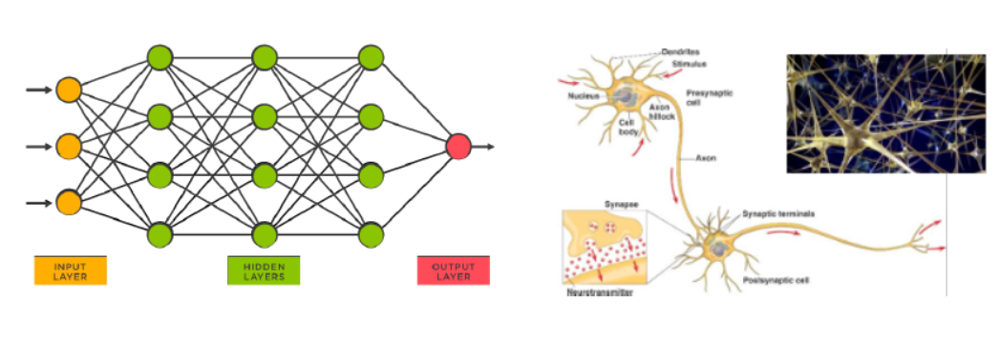 INPUT
LAYER
HIDDEN
LAYERS
OUTPUT
LAYER
Dendrites
Stimulus
Nucleus
Presynaptic
cell
Axon
hillock
Cell
body
Axon
Synapse
Synaptic terminals
Postsynaptic cell
Neurotransmitter